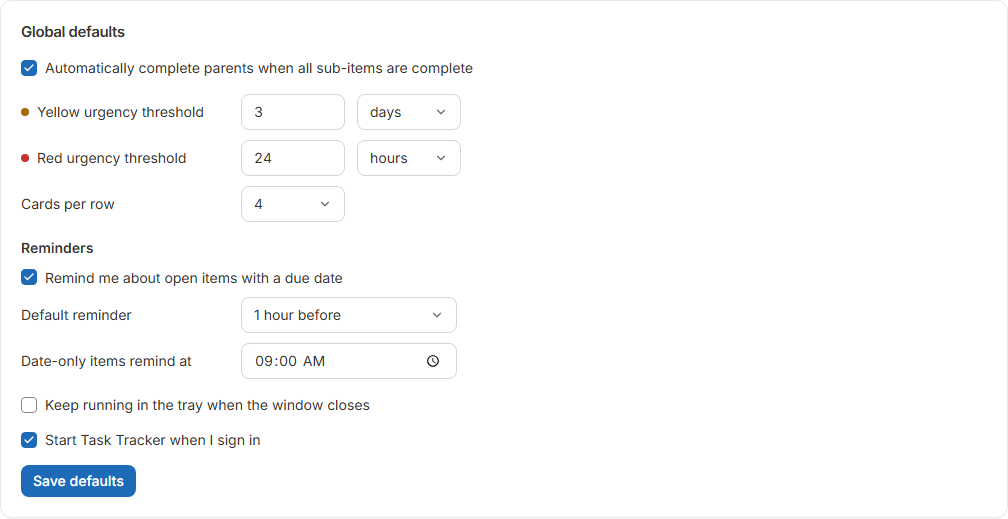 Global defaults
Automatically complete parents when all sub-items are complete
Yellow urgency threshold 3 days
Red urgency threshold 24 hours
Cards per row 4
Reminders
Remind me about open items with a due date
Default reminder 1 hour before
Date-only items remind at 09:00 AM
Keep running in the tray when the window closes
Start Task Tracker when I sign in
Save defaults